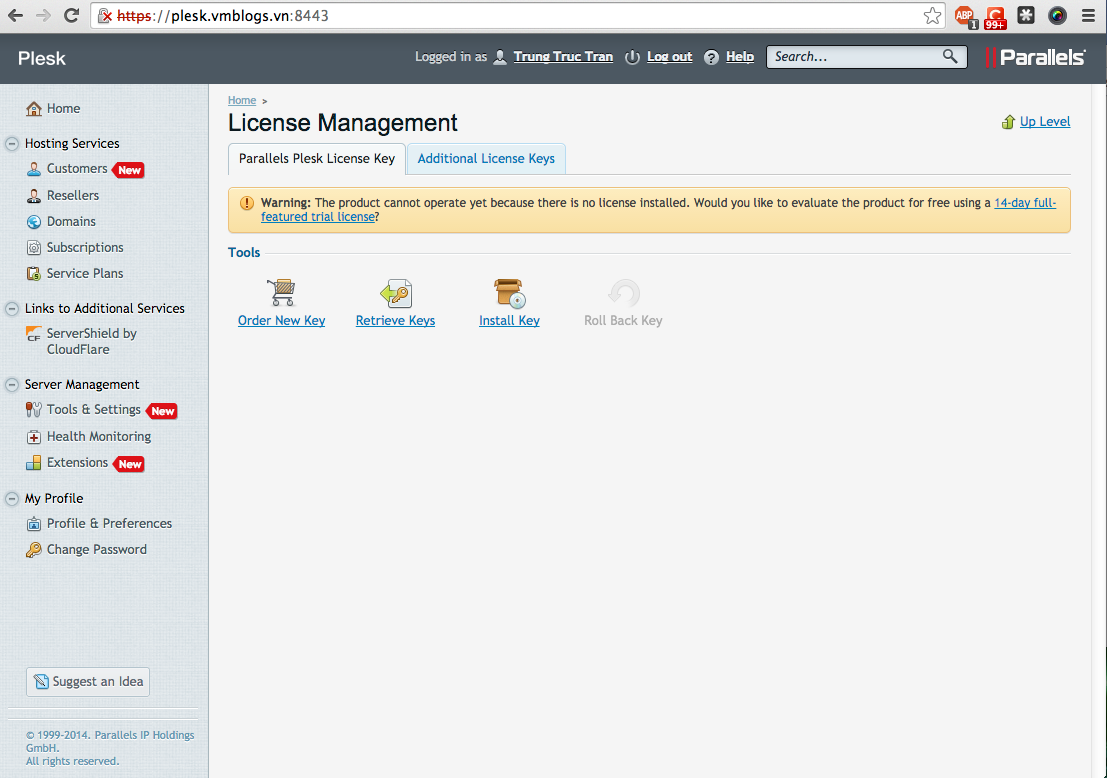 https://plesk.vmblogs.vn:8443
ABP
1
C
99+
Plesk
Logged in as Trung Truc Tran Log out Help Search... Parallels
Home
Hosting Services
Customers New
Resellers
Domains
Subscriptions
Service Plans
Links to Additional Services
CF ServerShield by
CloudFlare
Server Management
Tools & Settings New
Health Monitoring
Extensions New
My Profile
Profile & Preferences
Change Password
Suggest an Idea
© 1999-2014. Parallels IP Holdings
GmbH.
All rights reserved.
Home >
License Management
Up Level
Parallels Plesk License Key Additional License Keys
Warning: The product cannot operate yet because there is no license installed. Would you like to evaluate the product for free using a 14-day full-
featured trial license?
Tools
Order New Key Retrieve Keys Install Key Roll Back Key